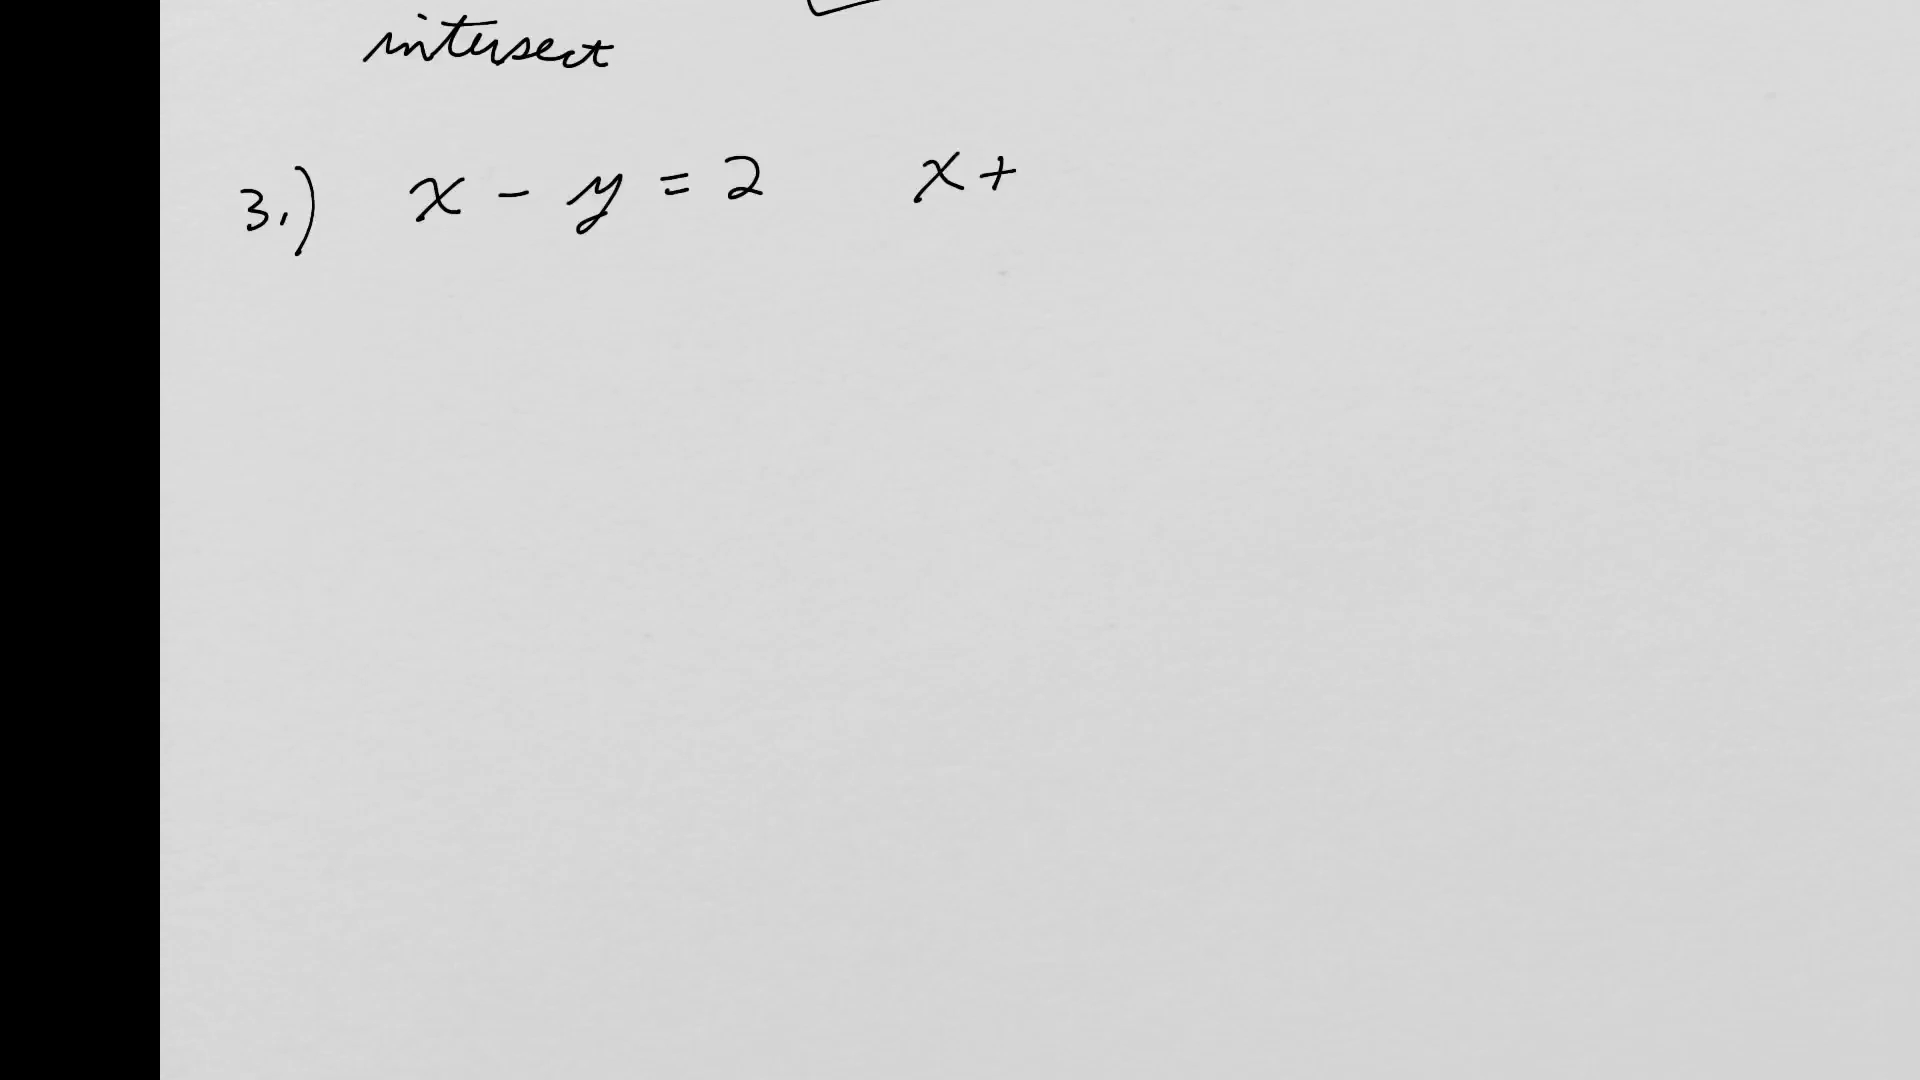 intersect
3.) x - y = 2 x +